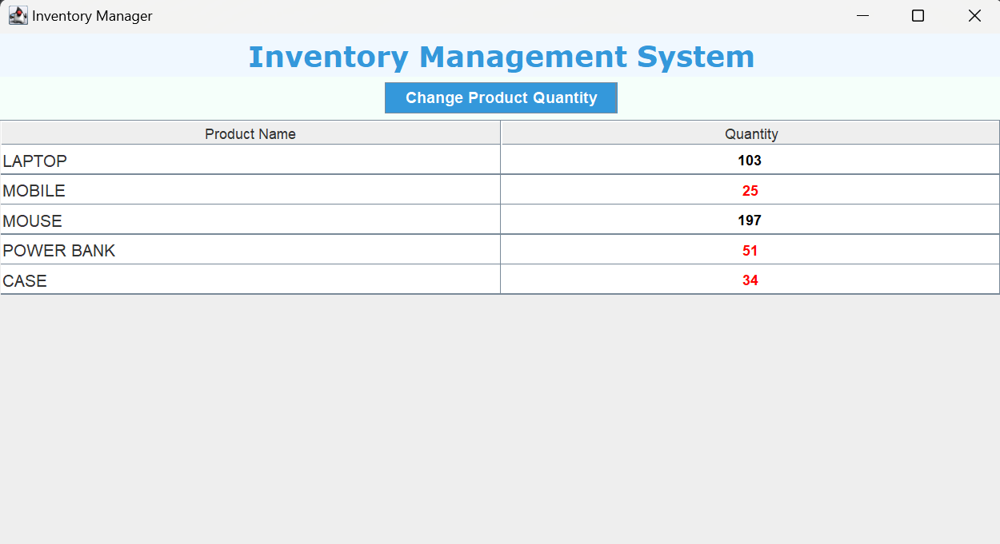 Inventory Manager
Inventory Management System
Change Product Quantity
Product Name Quantity
LAPTOP 103
MOBILE 25
MOUSE 197
POWER BANK 51
CASE 34